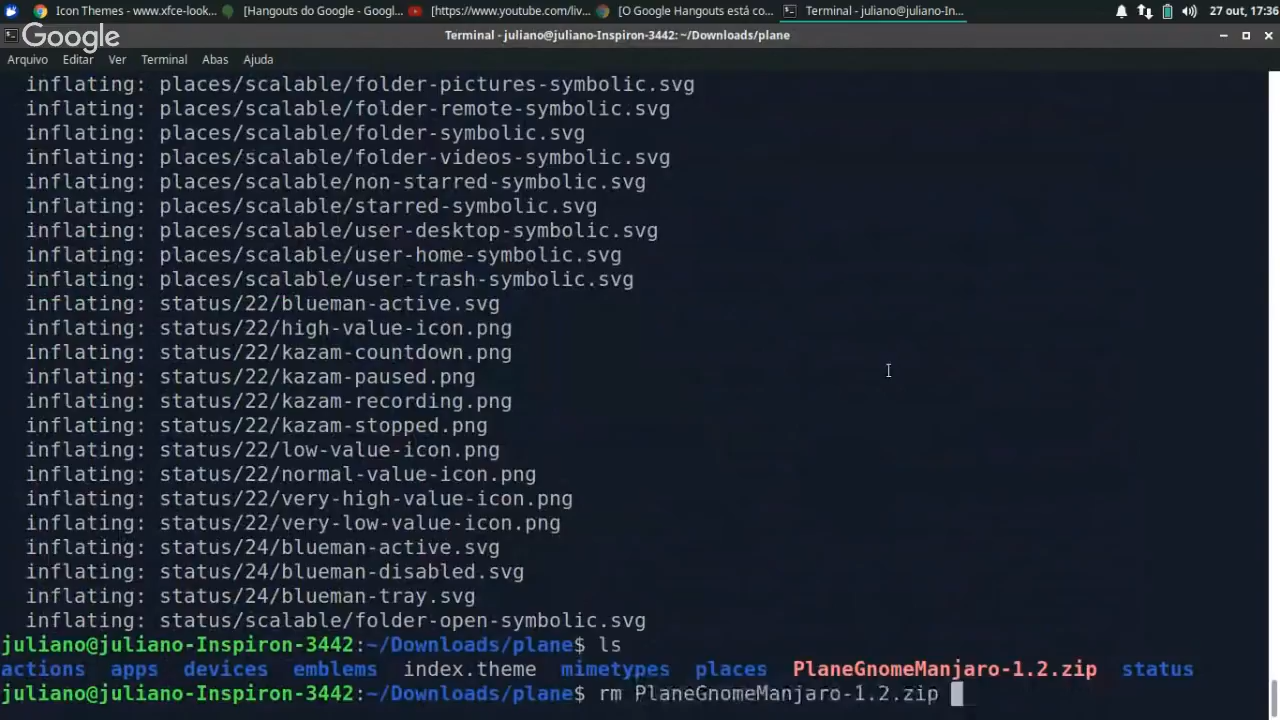 Icon Themes - www.xfce-look... [Hangouts do Google - Googl... [https://www.youtube.com/liv... [O Google Hangouts está co... Terminal - juliano@juliano-In... 27 out, 17:36
Google
Terminal - juliano@juliano-Inspiron-3442: ~/Downloads/plane
Arquivo Editar Ver Terminal Abas Ajuda
inflating: places/scalable/folder-pictures-symbolic.svg
inflating: places/scalable/folder-remote-symbolic.svg
inflating: places/scalable/folder-symbolic.svg
inflating: places/scalable/folder-videos-symbolic.svg
inflating: places/scalable/non-starred-symbolic.svg
inflating: places/scalable/starred-symbolic.svg
inflating: places/scalable/user-desktop-symbolic.svg
inflating: places/scalable/user-home-symbolic.svg
inflating: places/scalable/user-trash-symbolic.svg
inflating: status/22/blueman-active.svg
inflating: status/22/high-value-icon.png
inflating: status/22/kazam-countdown.png
inflating: status/22/kazam-paused.png
inflating: status/22/kazam-recording.png
inflating: status/22/kazam-stopped.png
inflating: status/22/low-value-icon.png
inflating: status/22/normal-value-icon.png
inflating: status/22/very-high-value-icon.png
inflating: status/22/very-low-value-icon.png
inflating: status/24/blueman-active.svg
inflating: status/24/blueman-disabled.svg
inflating: status/24/blueman-tray.svg
inflating: status/scalable/folder-open-symbolic.svg
juliano@juliano-Inspiron-3442:~/Downloads/plane$ ls
actions apps devices emblems index.theme mimetypes places PlaneGnomeManjaro-1.2.zip status
juliano@juliano-Inspiron-3442:~/Downloads/plane$ rm PlaneGnomeManjaro-1.2.zip